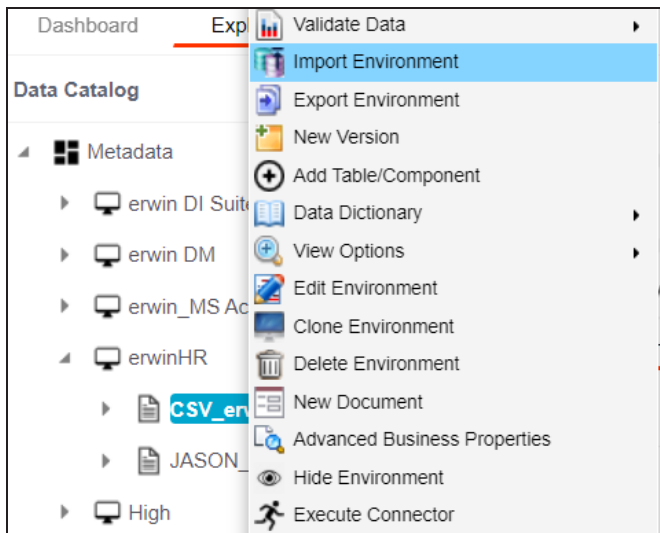 Dashboard
Expl
Data Catalog
Metadata
erwin DI Suite
erwin DM
erwin_MS Ac
erwinHR
CSV_erw
JASON_
High
Validate Data
Import Environment
Export Environment
New Version
Add Table/Component
Data Dictionary
View Options
Edit Environment
Clone Environment
Delete Environment
New Document
Advanced Business Properties
Hide Environment
Execute Connector